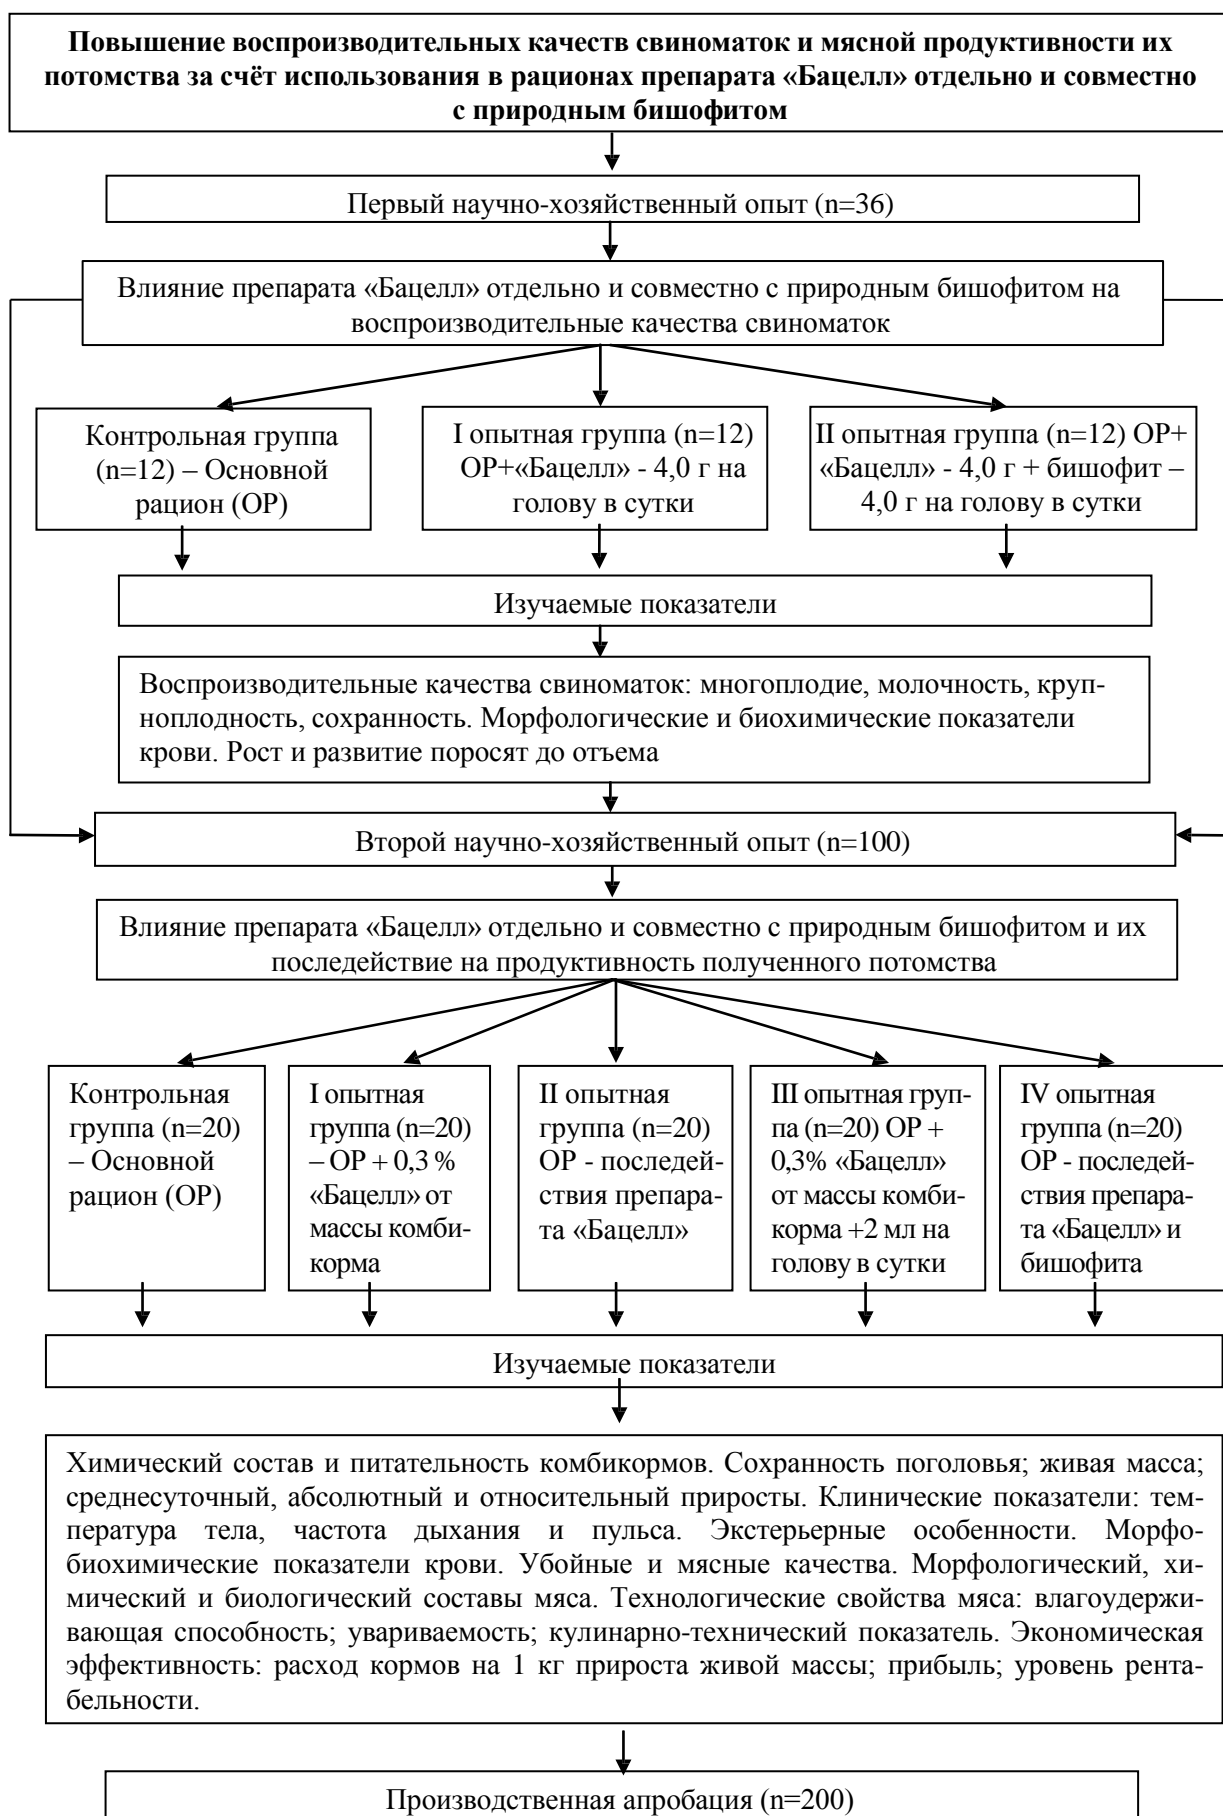 Повышение воспроизводительных качеств свиноматок и мясной продуктивности их
потомства за счёт использования в рационах препарата «Бацелл» отдельно и совместно
с природным бишофитом
Первый научно-хозяйственный опыт (n=36)
Влияние препарата «Бацелл» отдельно и совместно с природным бишофитом на
воспроизводительные качества свиноматок
Контрольная группа
(n=12) – Основной
рацион (ОР)
I опытная группа (n=12)
ОР+«Бацелл» - 4,0 г на
голову в сутки
II опытная группа (n=12) ОР+
«Бацелл» - 4,0 г + бишофит –
4,0 г на голову в сутки
Изучаемые показатели
Воспроизводительные качества свиноматок: многоплодие, молочность, круп-
ноплодность, сохранность. Морфологические и биохимические показатели
крови. Рост и развитие поросят до отъема
Второй научно-хозяйственный опыт (n=100)
Влияние препарата «Бацелл» отдельно и совместно с природным бишофитом и их
последействие на продуктивность полученного потомства
Контрольная
группа (n=20)
– Основной
рацион (ОР)
I опытная
группа (n=20)
– ОР + 0,3 %
«Бацелл» от
массы комби-
корма
II опытная
группа (n=20)
ОР - последей-
ствия препара-
та «Бацелл»
III опытная груп-
па (n=20) ОР +
0,3% «Бацелл»
от массы комби-
корма +2 мл на
голову в сутки
IV опытная
группа (n=20)
ОР - последей-
ствия препара-
та «Бацелл» и
бишофита
Изучаемые показатели
Химический состав и питательность комбикормов. Сохранность поголовья; живая масса;
среднесуточный, абсолютный и относительный приросты. Клинические показатели: тем-
пература тела, частота дыхания и пульса. Экстерьерные особенности. Морфо-
биохимические показатели крови. Убойные и мясные качества. Морфологический, хи-
мический и биологический составы мяса. Технологические свойства мяса: влагоудержи-
вающая способность; увариваемость; кулинарно-технический показатель. Экономическая
эффективность: расход кормов на 1 кг прироста живой массы; прибыль; уровень рента-
бельности.
Производственная апробация (n=200)